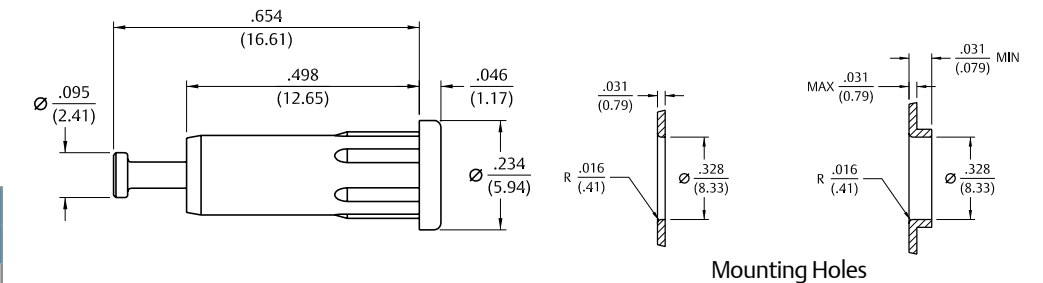 .654
(16.61)
.498
(12.65)
.046
(1.17)
Ø .095
(2.41)
Ø .234
(5.94)
.031
(0.79)
R .016
(.41)
Ø .328
(8.33)
.031
(.079) MIN
MAX .031
(0.79)
R .016
(.41)
Ø .328
(8.33)
Mounting Holes